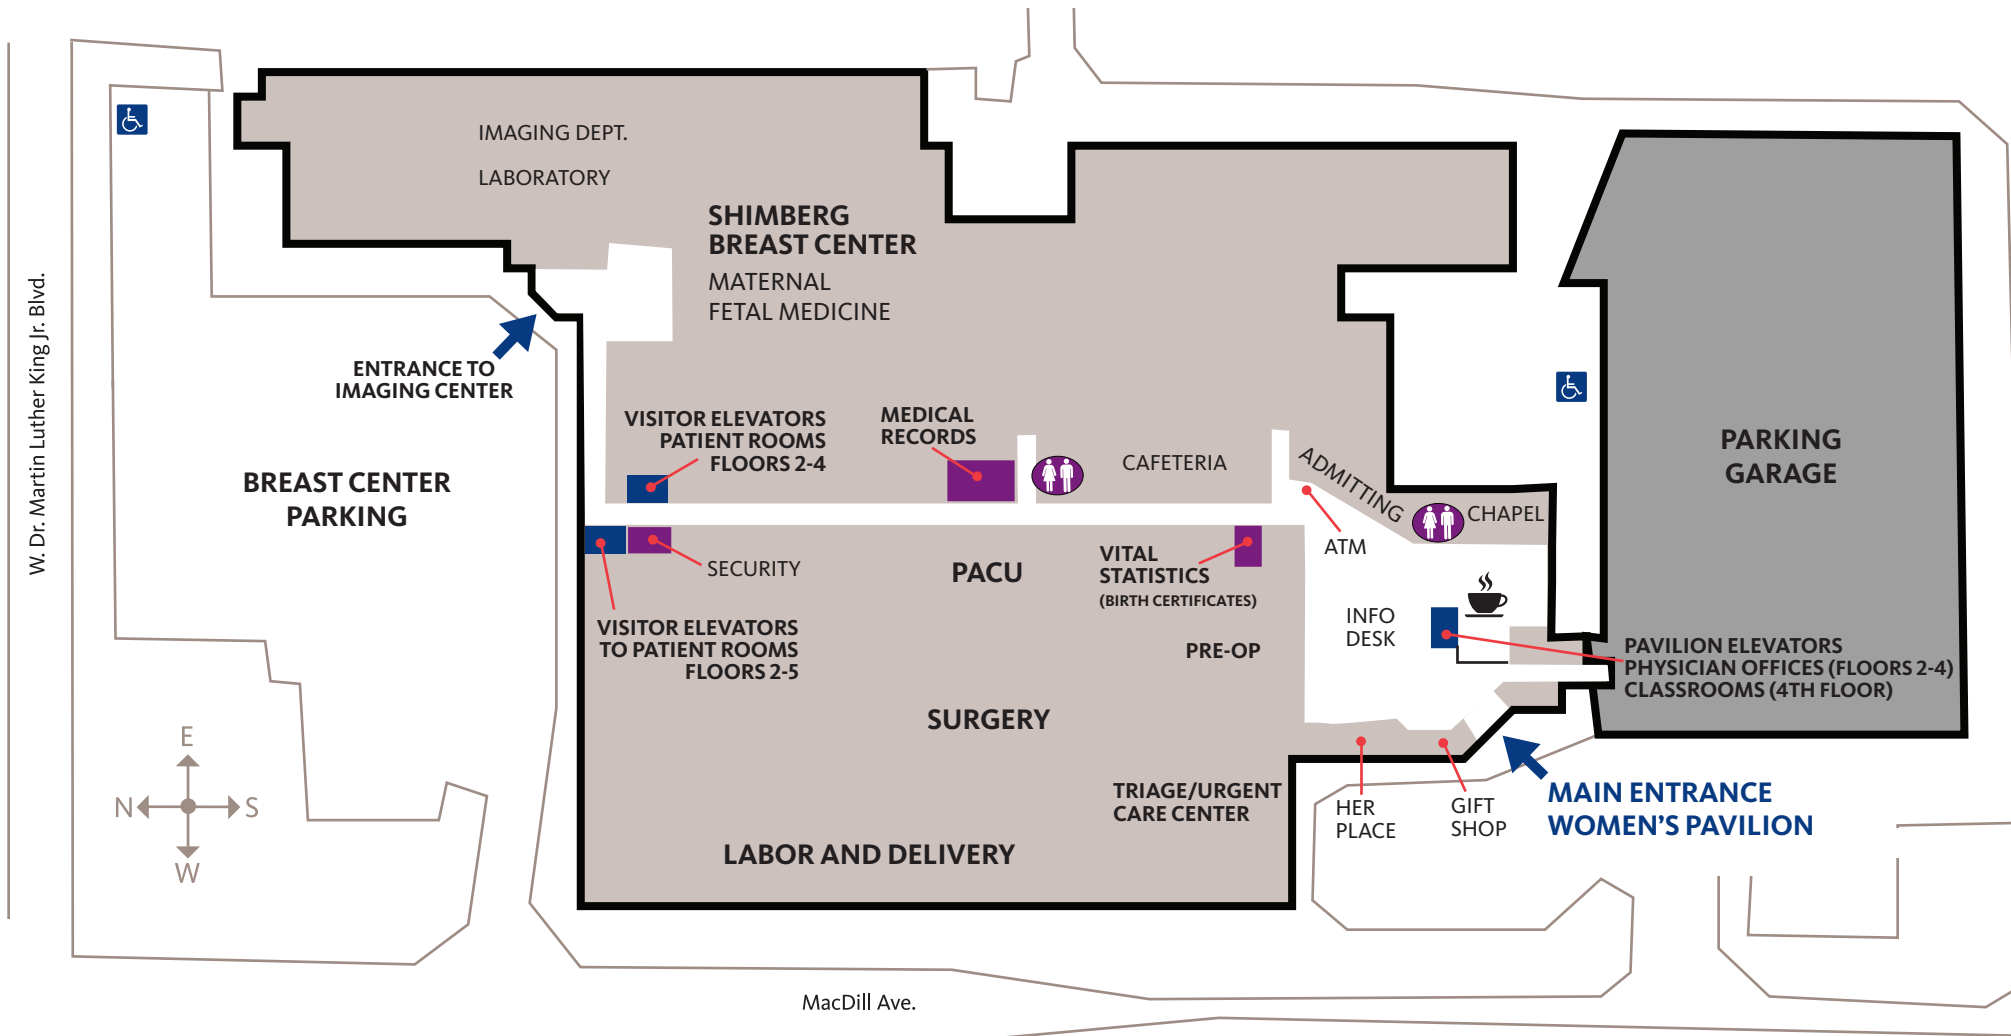 IMAGING DEPT.
LABORATORY
SHIMBERG
BREAST CENTER
MATERNAL
FETAL MEDICINE
W. Dr. Martin Luther King Jr. Blvd.
ENTRANCE TO
IMAGING CENTER
BREAST CENTER
PARKING
VISITOR ELEVATORS
PATIENT ROOMS
FLOORS 2-4
MEDICAL
RECORDS
CAFETERIA
ADMITTING
CHAPEL
ATM
PARKING
GARAGE
SECURITY
PACU
VITAL
STATISTICS
(BIRTH CERTIFICATES)
INFO
DESK
VISITOR ELEVATORS
TO PATIENT ROOMS
FLOORS 2-5
PRE-OP
PAVILION ELEVATORS
PHYSICIAN OFFICES (FLOORS 2-4)
CLASSROOMS (4TH FLOOR)
SURGERY
E
N
S
W
TRIAGE/URGENT
CARE CENTER
HER
PLACE
GIFT
SHOP
MAIN ENTRANCE
WOMEN'S PAVILION
LABOR AND DELIVERY
MacDill Ave.